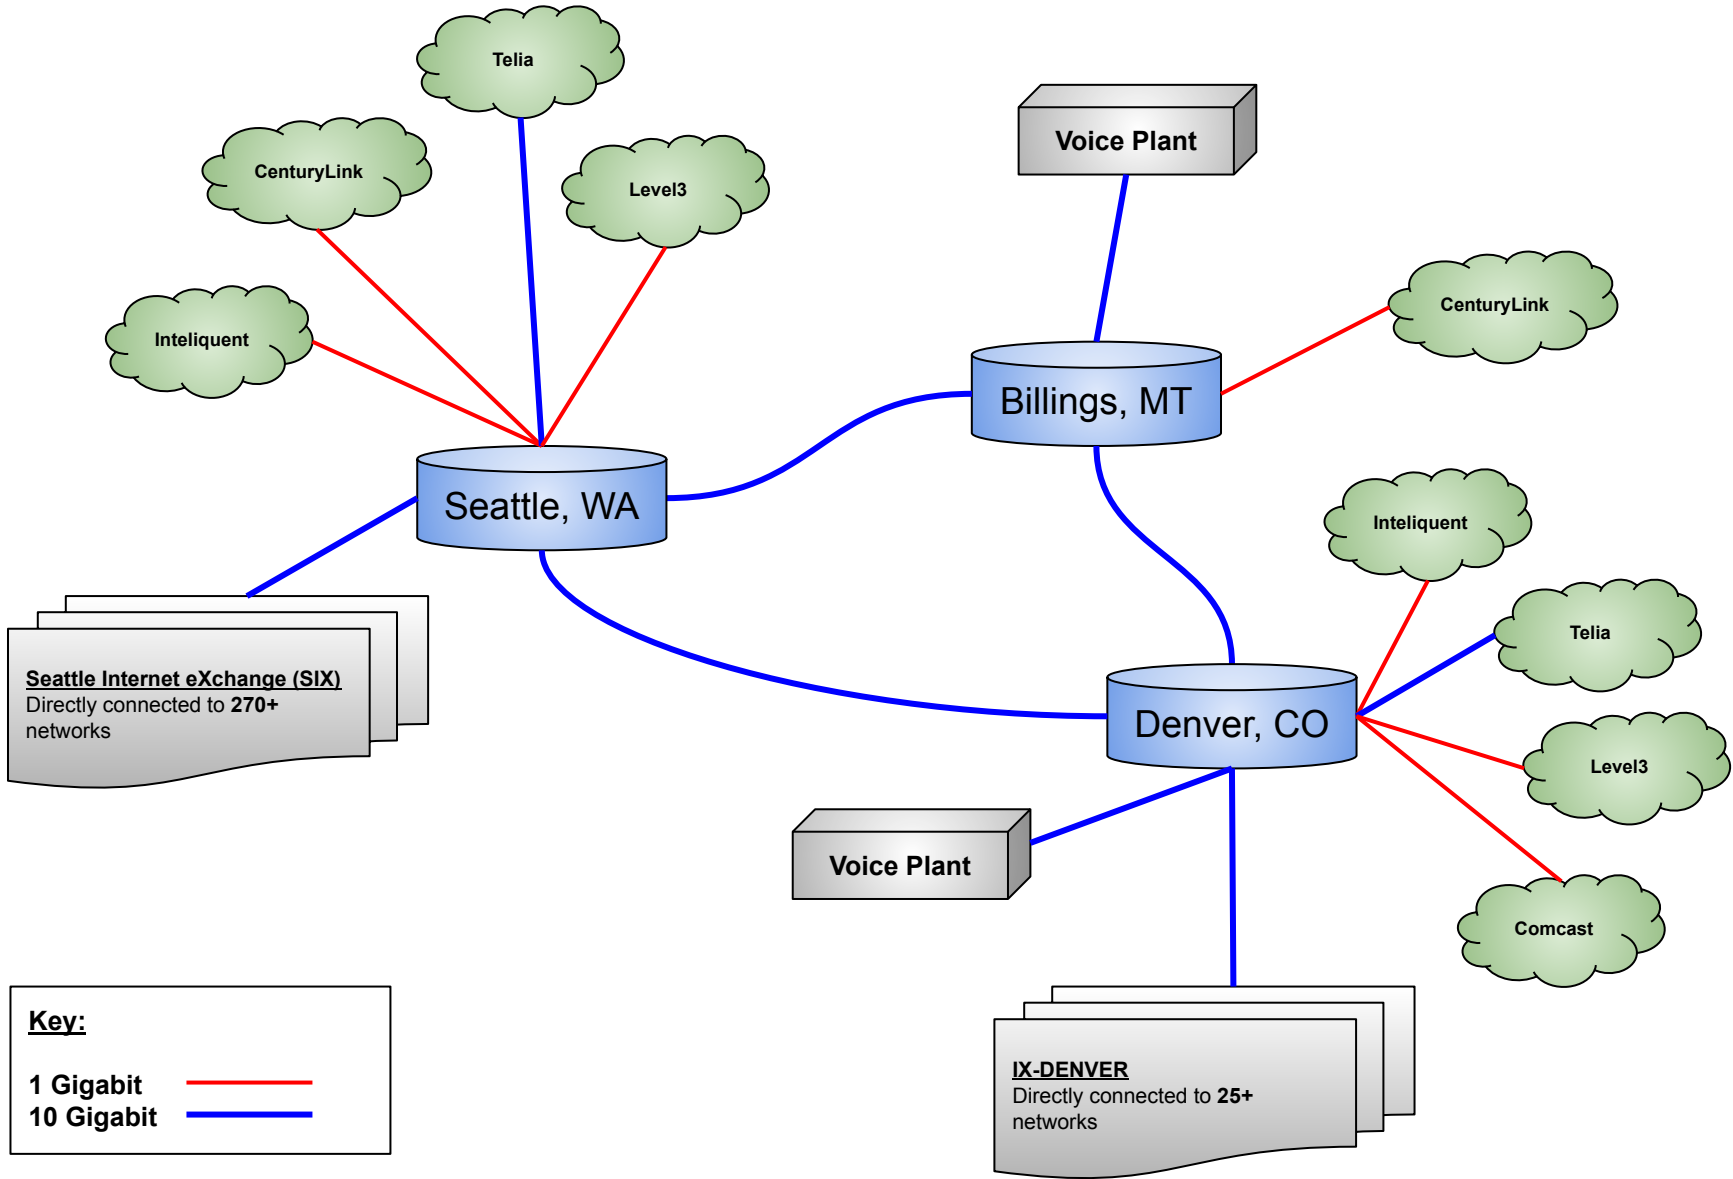 Telia
CenturyLink
Level3
Inteliquent
Voice Plant
CenturyLink
Billings, MT
Seattle, WA
Inteliquent
Telia
Seattle Internet eXchange (SIX)
Directly connected to 270+
networks
Denver, CO
Level3
Voice Plant
Comcast
Key:
1 Gigabit
10 Gigabit
IX-DENVER
Directly connected to 25+
networks